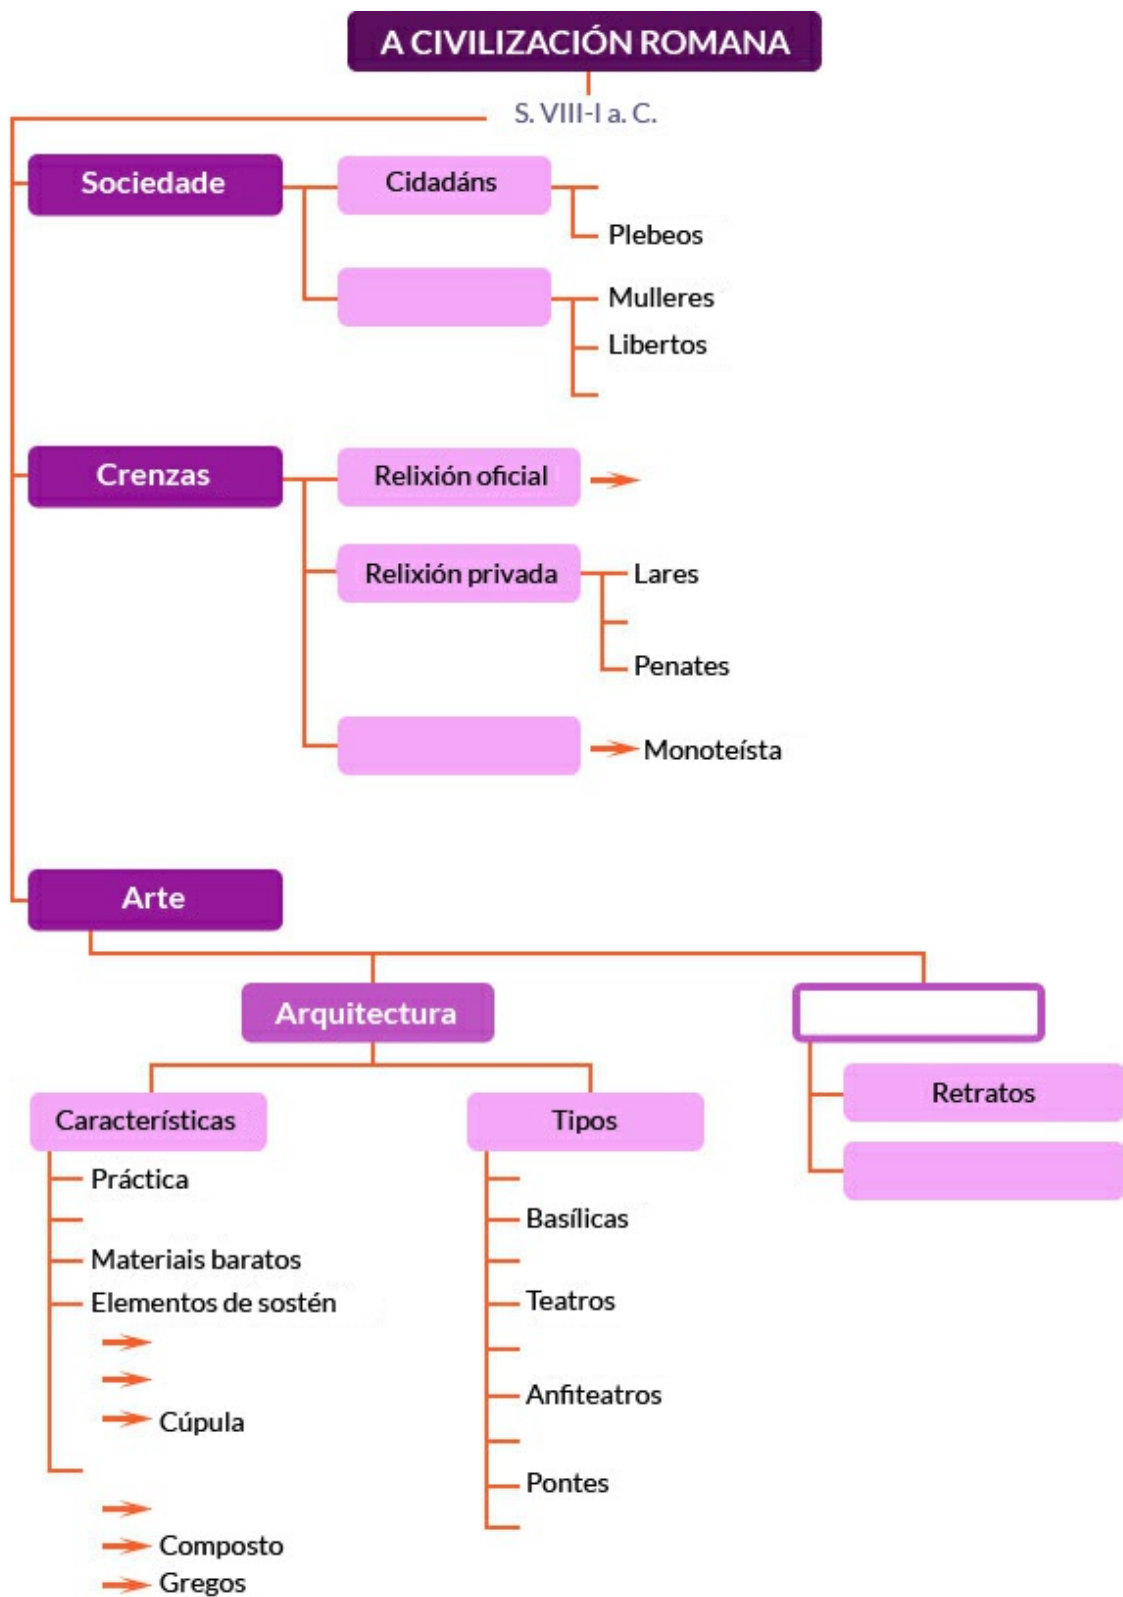 A CIVILIZACIÓN ROMANA
S. VIII-I a. C.
Sociedade
Cidadáns
Plebeos
Mulleres
Libertos
Crenzas
Relixión oficial
Relixión privada
Lares
Penates
Monoteísta
Arte
Arquitectura
Características
Práctica
Materiais baratos
Elementos de sostén
Cúpula
Composto
Gregos
Tipos
Basílicas
Teatros
Anfiteatros
Pontes
Retratos